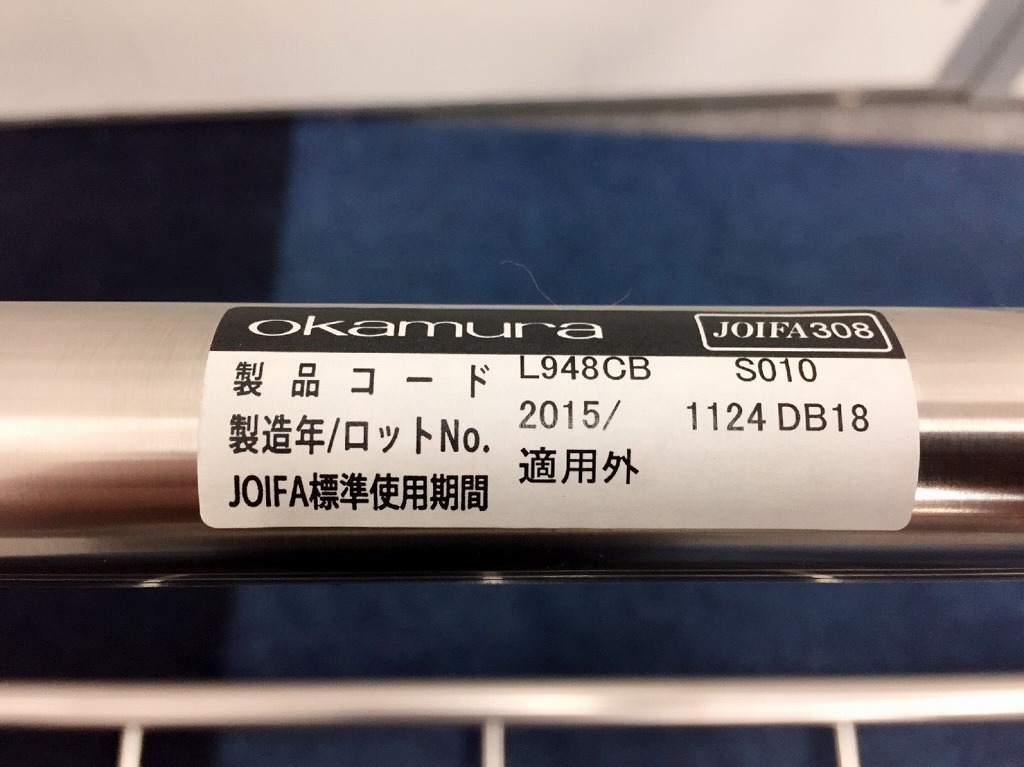 okamura JOIFA308
製品コード L948CB S010
製造年/ロットNo. 2015/ 1124 DB18
JOIFA標準使用期間 適用外